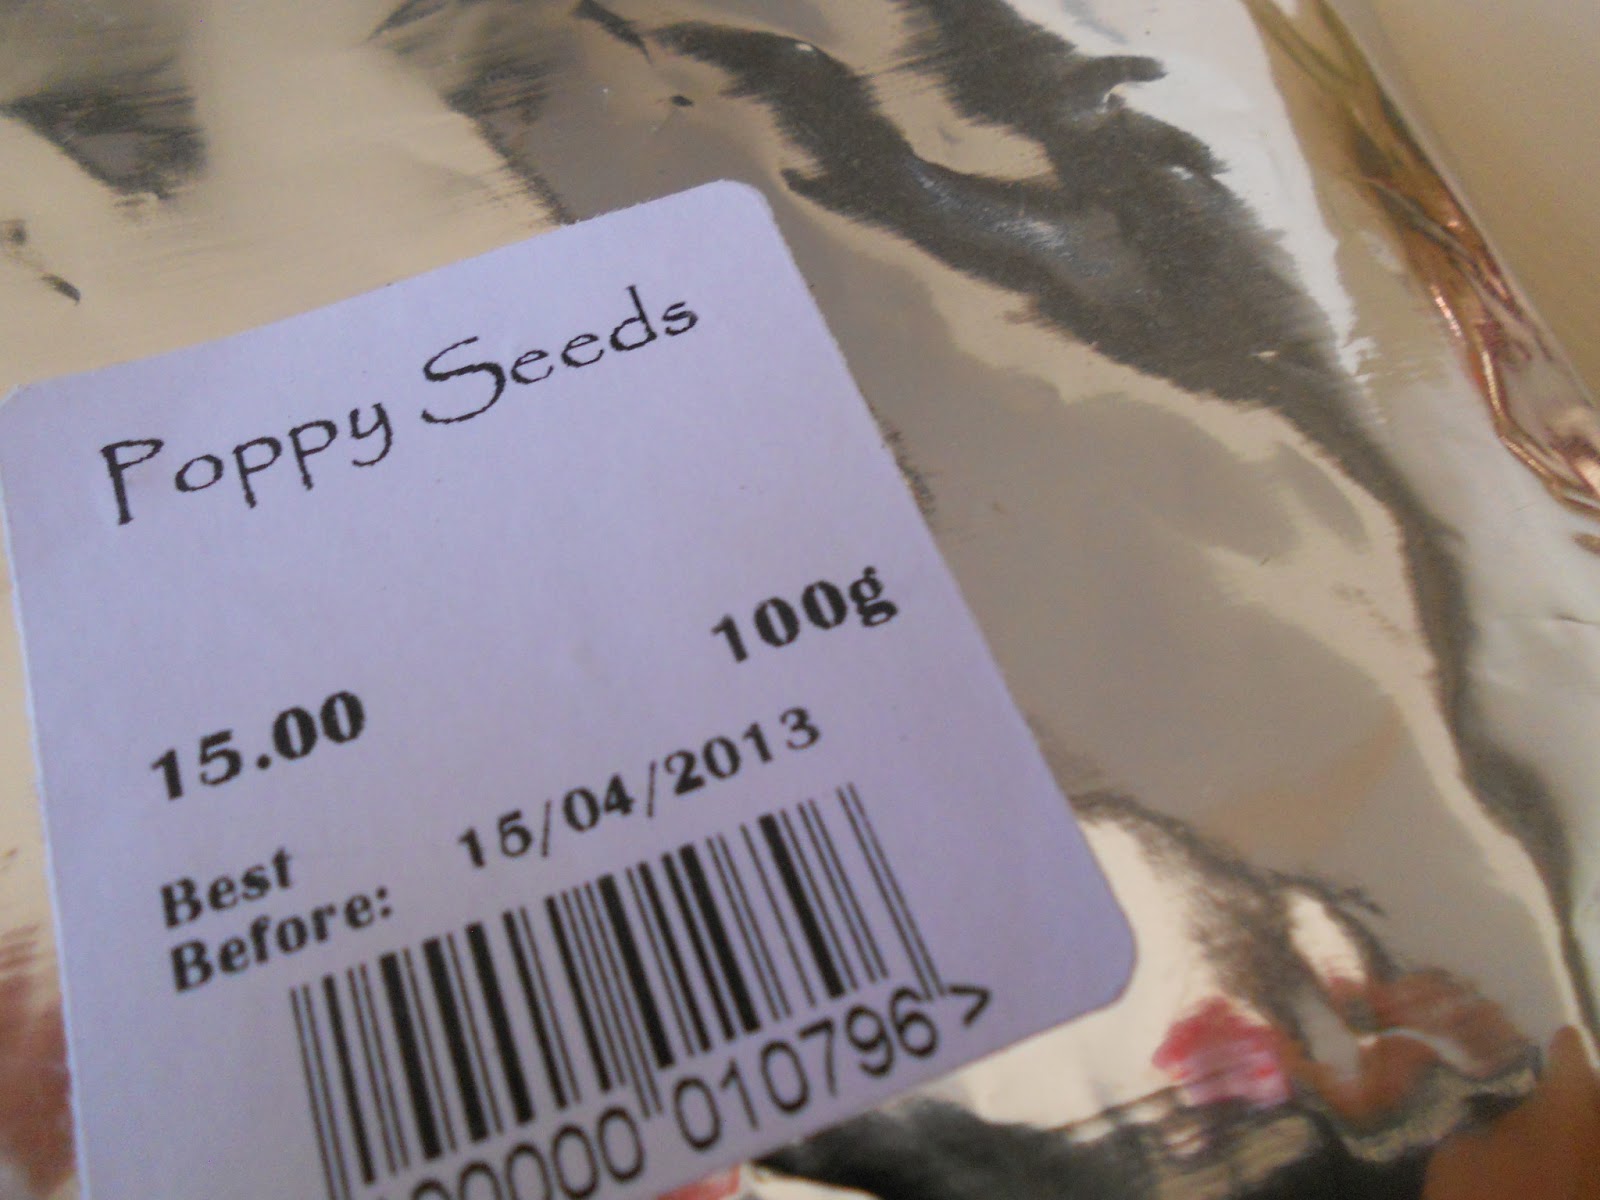 Poppy Seeds
100g
15.00
Best
Before:
15/04/2013
010796>